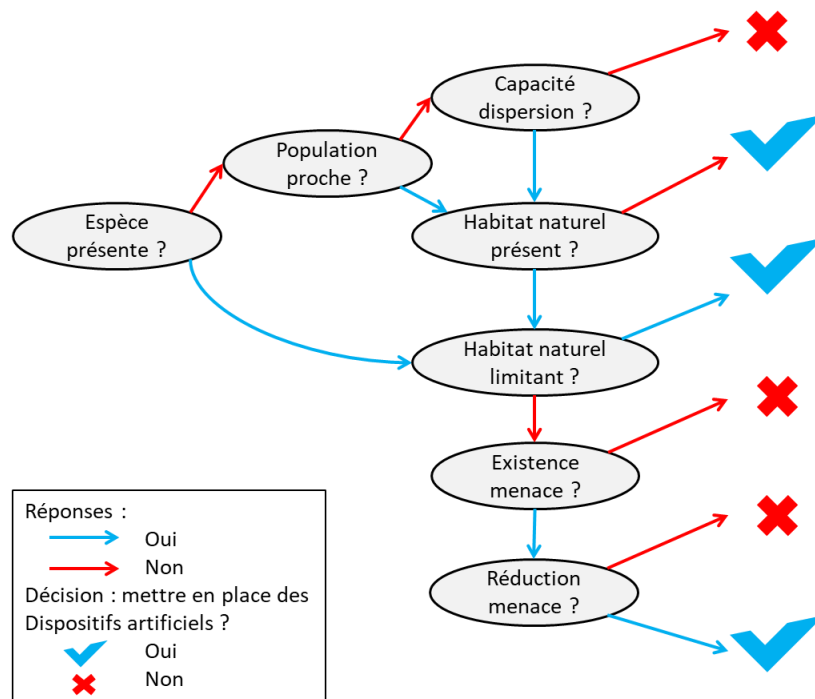 Capacité
dispersion ?
Population
proche ?
Espèce
présente ?
Habitat naturel
présent ?
Habitat naturel
limitant ?
Existence
menace ?
Réduction
menace ?
Réponses :
Oui
Non
Décision : mettre en place des
Dispositifs artificiels ?
Oui
Non